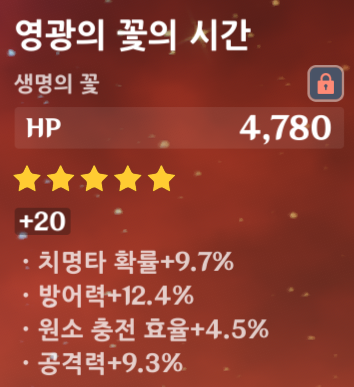 영광의 꽃의 시간
생명의 꽃
HP 4,780
+20
· 치명타 확률+9.7%
· 방어력+12.4%
· 원소 충전 효율+4.5%
· 공격력+9.3%